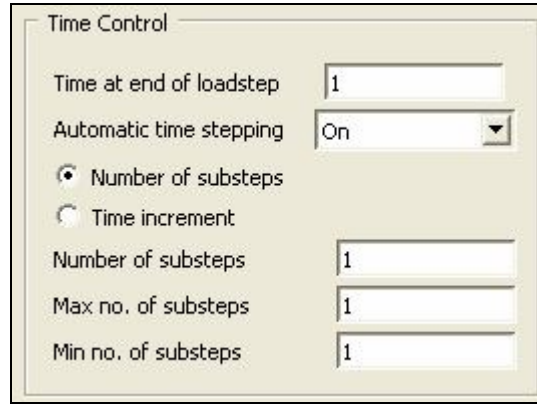 Time Control
Time at end of loadstep 1
Automatic time stepping On
Number of substeps
Time increment
Number of substeps 1
Max no. of substeps 1
Min no. of substeps 1